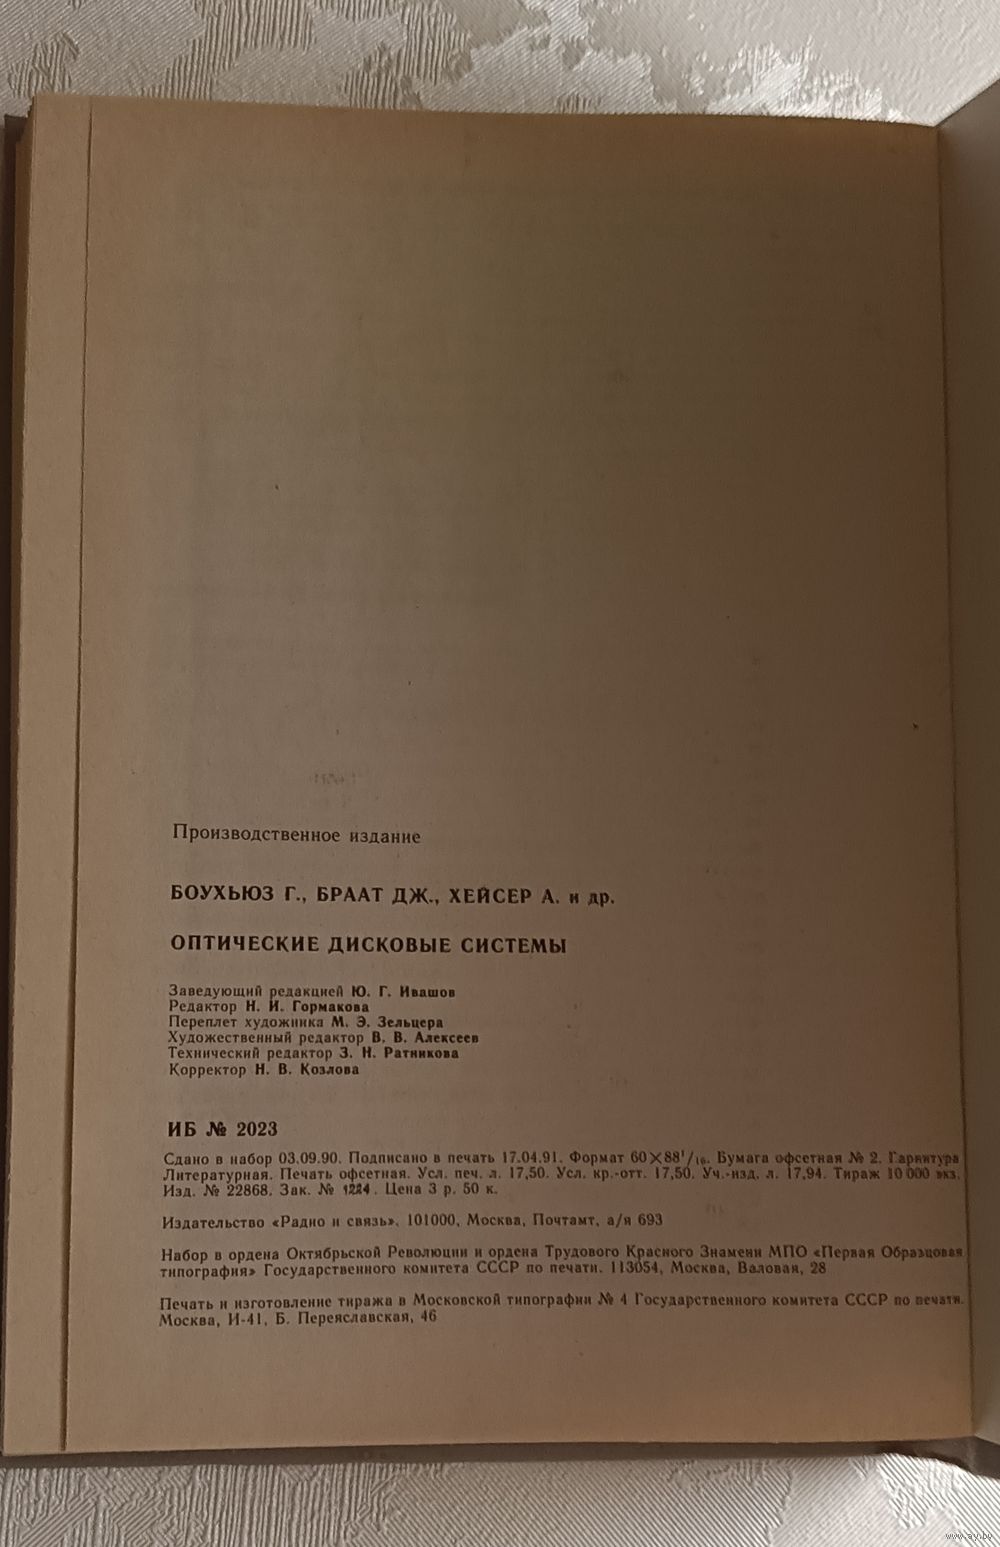 Производственное издание
БОУХЬЮЗ Г., БРААТ ДЖ., ХЕЙСЕР А. и др.
ОПТИЧЕСКИЕ ДИСКОВЫЕ СИСТЕМЫ
Заведующий редакцией Ю. Г. Ивашов
Редактор Н. И. Гормакова
Переплет художника М. Э. Зельцера
Художественный редактор В. В. Алексеев
Технический редактор З. Н. Ратникова
Корректор Н. В. Козлова
ИБ № 2023
Сдано в набор 03.09.90. Подписано в печать 17.04.91. Формат 60×88¹/₁₆. Бумага офсетная № 2. Гарнитура
Литературная. Печать офсетная. Усл. печ. л. 17,50. Усл. кр.-отт. 17,50. Уч.-изд. л. 17,94. Тираж 10 000 экз.
Изд. № 22868. Зак. № 1224. Цена 3 р. 50 к.
Издательство «Радио и связь». 101000, Москва, Почтамт, а/я 693
Набор в ордена Октябрьской Революции и ордена Трудового Красного Знамени МПО «Первая Образцовая
типография» Государственного комитета СССР по печати. 113054, Москва, Валовая, 28
Печать и изготовление тиража в Московской типографии № 4 Государственного комитета СССР по печати.
Москва, И-41, Б. Переяславская, 46
www.ay.by